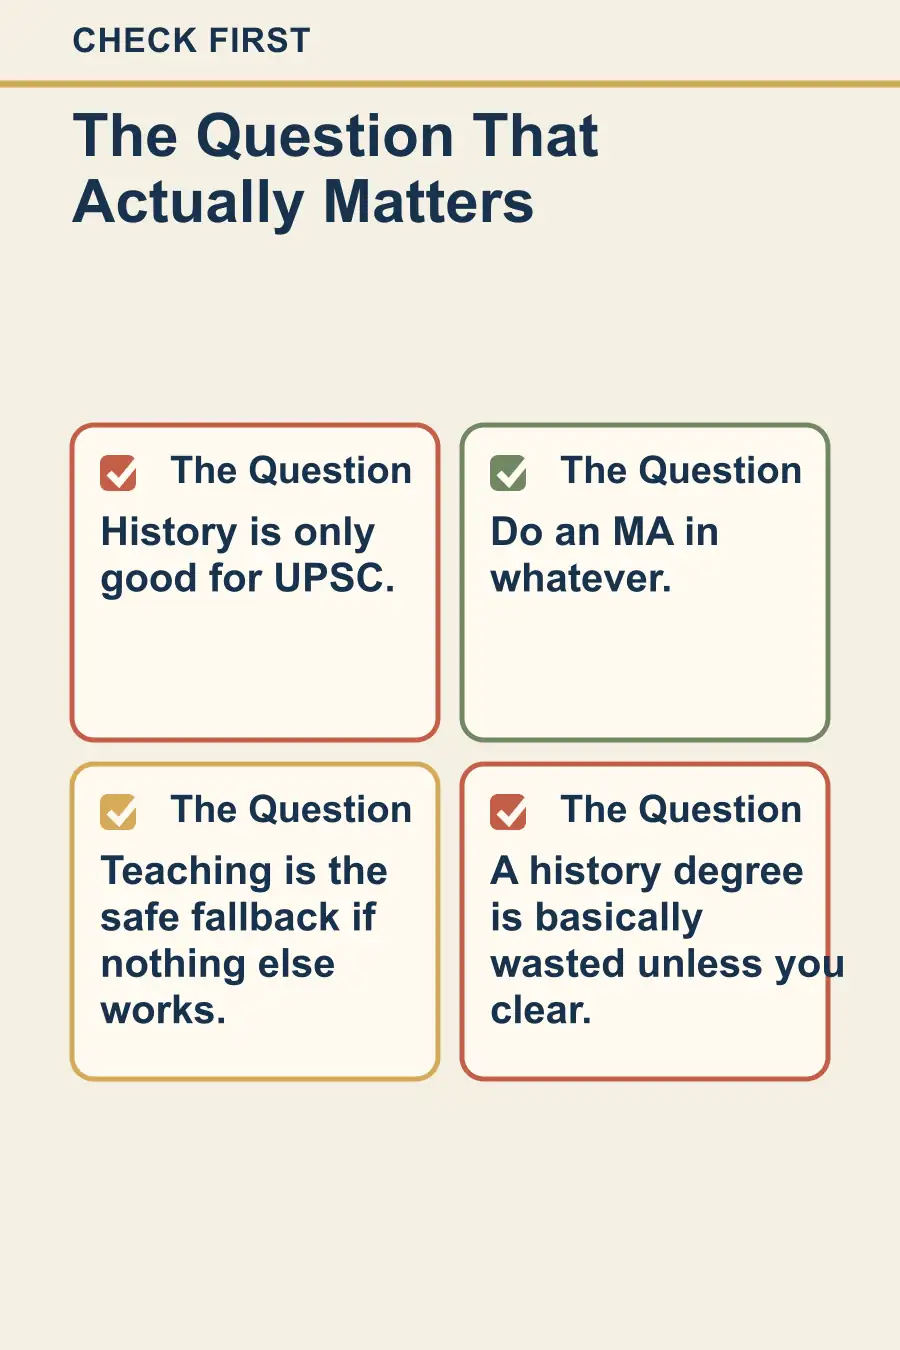 CHECK FIRST
The Question That
Actually Matters
The Question
History is only
good for UPSC.
The Question
Do an MA in
whatever.
The Question
Teaching is the
safe fallback if
nothing else
works.
The Question
A history degree
is basically
wasted unless you
clear.